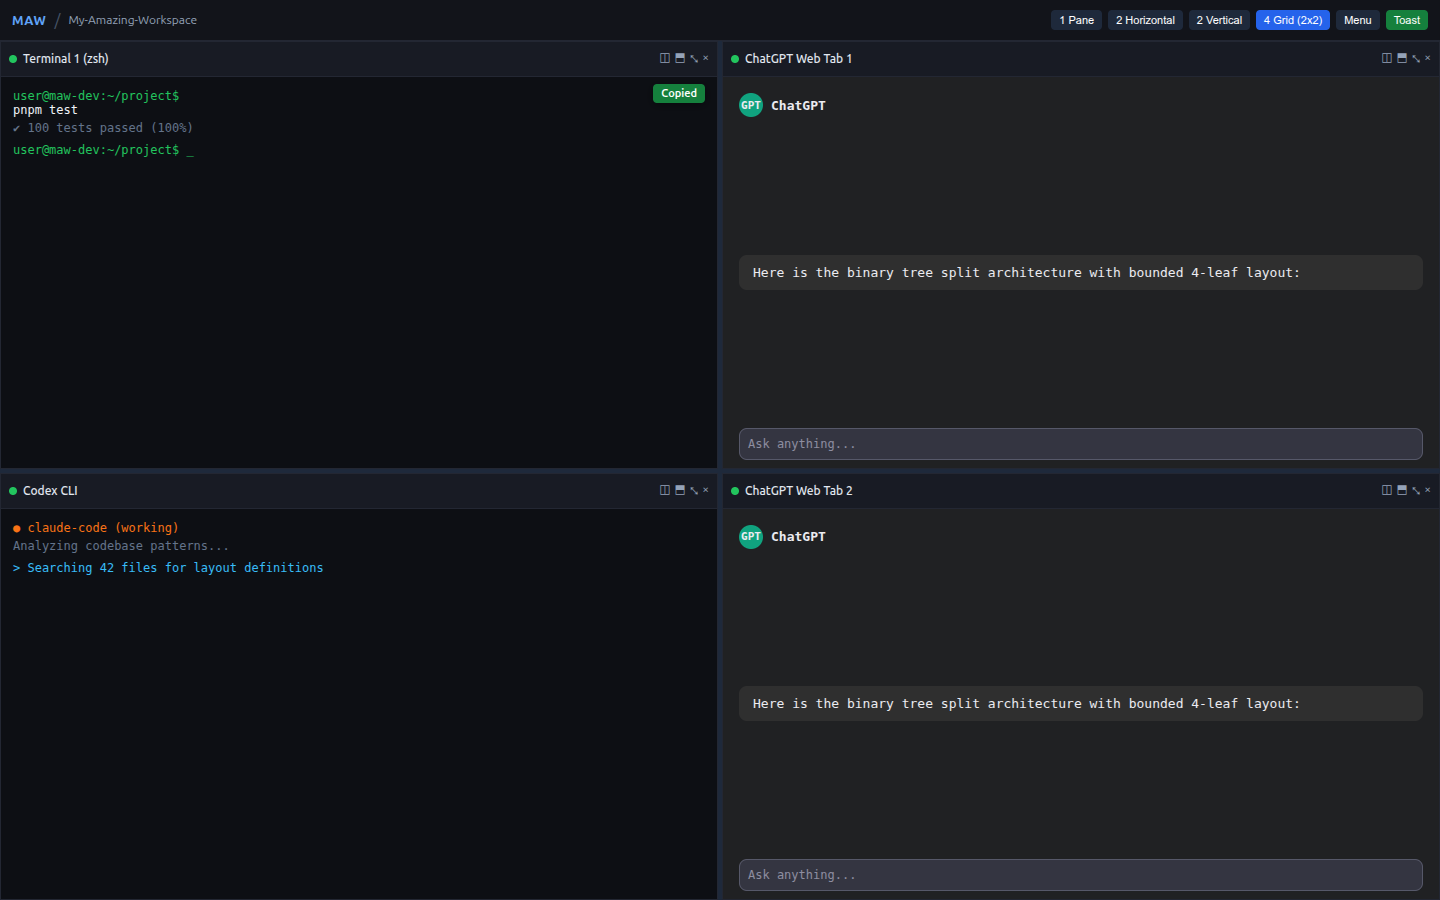 MAW / My-Amazing-Workspace
1 Pane
2 Horizontal
2 Vertical
4 Grid (2x2)
Menu
Toast
Terminal 1 (zsh)
user@maw-dev:~/project$
Copied
pnpm test
✔ 100 tests passed (100%)
user@maw-dev:~/project$ _
ChatGPT Web Tab 1
GPT ChatGPT
Here is the binary tree split architecture with bounded 4-leaf layout:
Ask anything...
Codex CLI
● claude-code (working)
Analyzing codebase patterns...
> Searching 42 files for layout definitions
ChatGPT Web Tab 2
GPT ChatGPT
Here is the binary tree split architecture with bounded 4-leaf layout:
Ask anything...